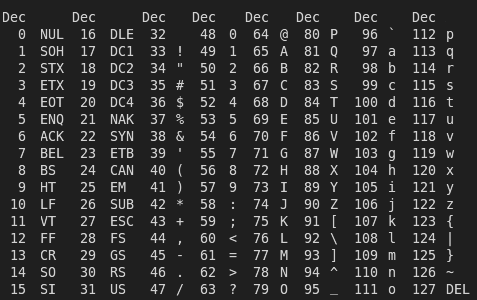 Dec Dec Dec Dec Dec Dec Dec Dec
0 NUL 16 DLE 32 48 0 64 @ 80 P 96 ` 112 p
1 SOH 17 DC1 33 ! 49 1 65 A 81 Q 97 a 113 q
2 STX 18 DC2 34 " 50 2 66 B 82 R 98 b 114 r
3 ETX 19 DC3 35 # 51 3 67 C 83 S 99 c 115 s
4 EOT 20 DC4 36 $ 52 4 68 D 84 T 100 d 116 t
5 ENQ 21 NAK 37 % 53 5 69 E 85 U 101 e 117 u
6 ACK 22 SYN 38 & 54 6 70 F 86 V 102 f 118 v
7 BEL 23 ETB 39 ' 55 7 71 G 87 W 103 g 119 w
8 BS 24 CAN 40 ( 56 8 72 H 88 X 104 h 120 x
9 HT 25 EM 41 ) 57 9 73 I 89 Y 105 i 121 y
10 LF 26 SUB 42 * 58 : 74 J 90 Z 106 j 122 z
11 VT 27 ESC 43 + 59 ; 75 K 91 [ 107 k 123 {
12 FF 28 FS 44 , 60 < 76 L 92 \ 108 l 124 |
13 CR 29 GS 45 - 61 = 77 M 93 ] 109 m 125 }
14 SO 30 RS 46 . 62 > 78 N 94 ^ 110 n 126 ~
15 SI 31 US 47 / 63 ? 79 O 95 _ 111 o 127 DEL